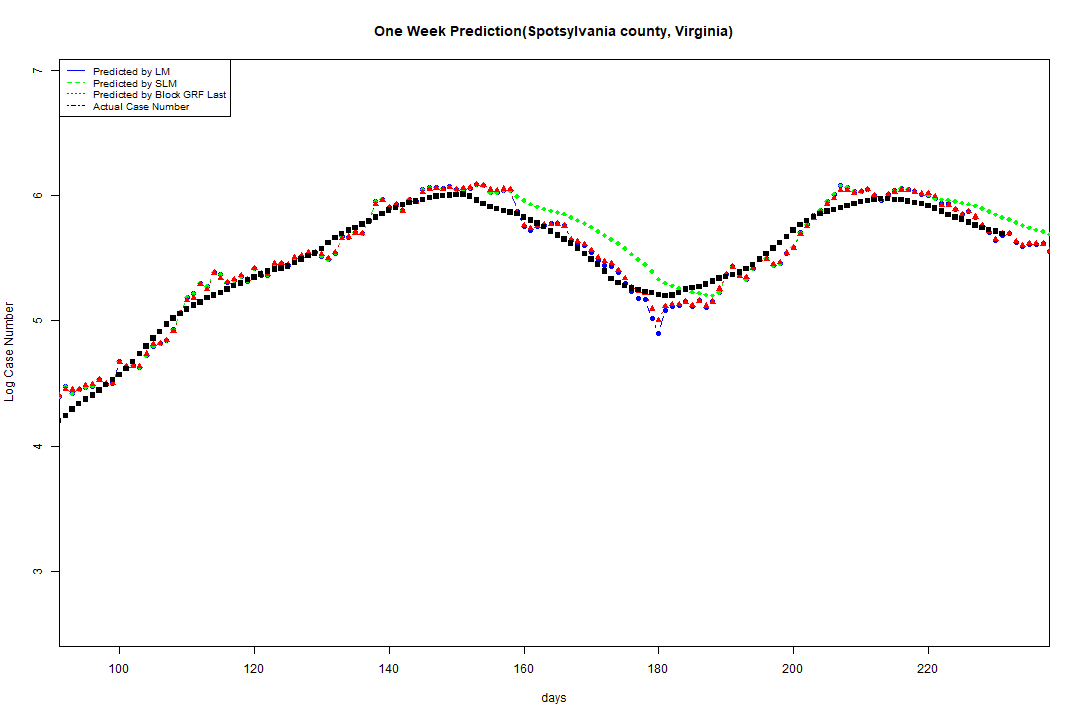 One Week Prediction(Spotsylvania county, Virginia)
Predicted by LM
Predicted by SLM
Predicted by Block GRF Last
Actual Case Number
7
6
5
4
3
Log Case Number
100 120 140 160 180 200 220
days